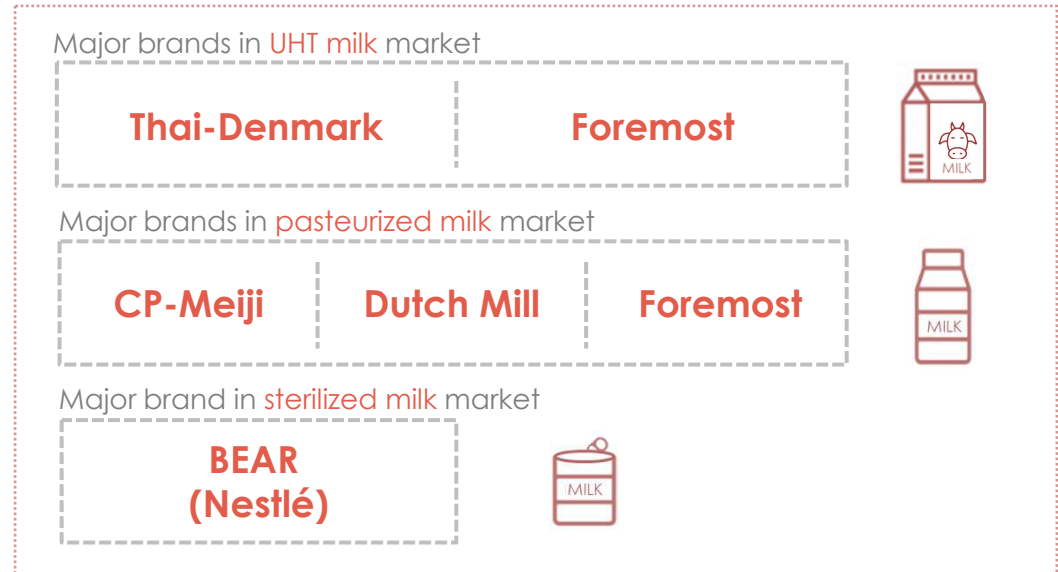 Major brands in UHT milk market
Thai-Denmark Foremost
MILK
Major brands in pasteurized milk market
CP-Meiji Dutch Mill Foremost
MILK
Major brand in sterilized milk market
BEAR
(Nestlé)
MILK